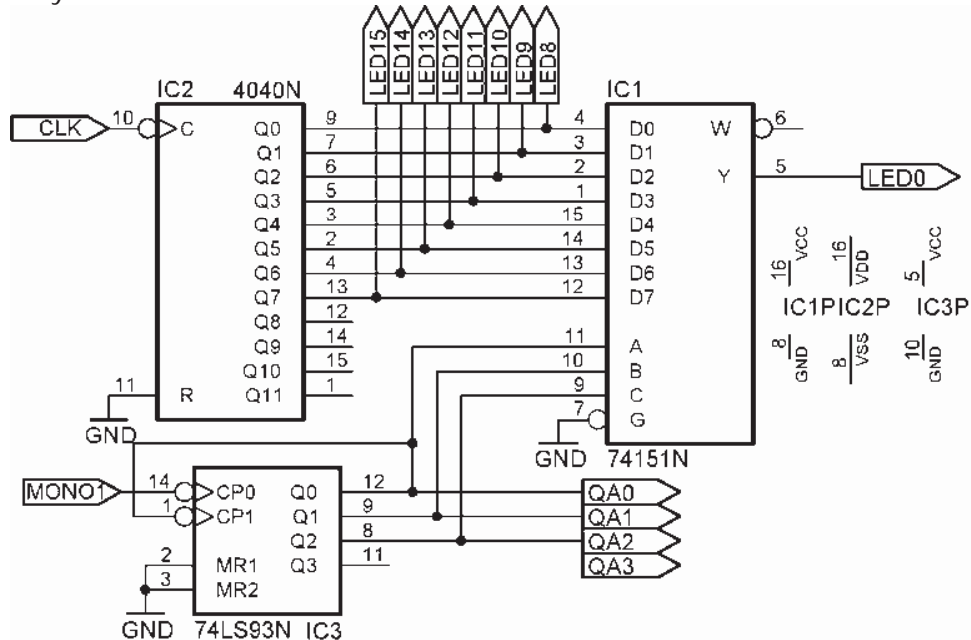 LED15 LED14 LED13 LED12 LED11 LED10 LED9 LED8
IC2 4040N IC1
CLK 10 C Q0 9 4 D0 W 6
Q1 7 3 D1
Q2 6 2 D2 Y 5 LED0
Q3 5 1 D3
Q4 3 15 D4
Q5 2 14 D5
Q6 4 13 D6
Q7 13 12 D7
Q8 12
Q9 14
Q10 15
11 R Q11 1
GND
11 A
10 B
9 C
7 G
GND 74151N
16 VCC 16 VDD 5 VCC
IC1P IC2P IC3P
8 GND 8 VSS 10 GND
MONO1 14 CP0 Q0 12 QA0
1 CP1 Q1 9 QA1
Q2 8 QA2
2 MR1 Q3 11 QA3
3 MR2
GND 74LS93N IC3